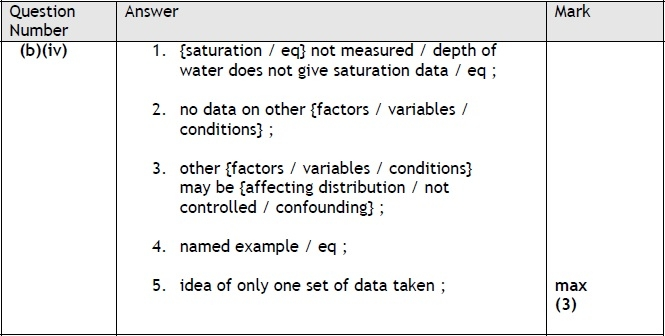 Question Number Answer Mark
(b)(iv) 1. {saturation / eq} not measured / depth of
water does not give saturation data / eq ;
2. no data on other {factors / variables /
conditions} ;
3. other {factors / variables / conditions}
may be {affecting distribution / not
controlled / confounding} ;
4. named example / eq ;
5. idea of only one set of data taken ; max
(3)